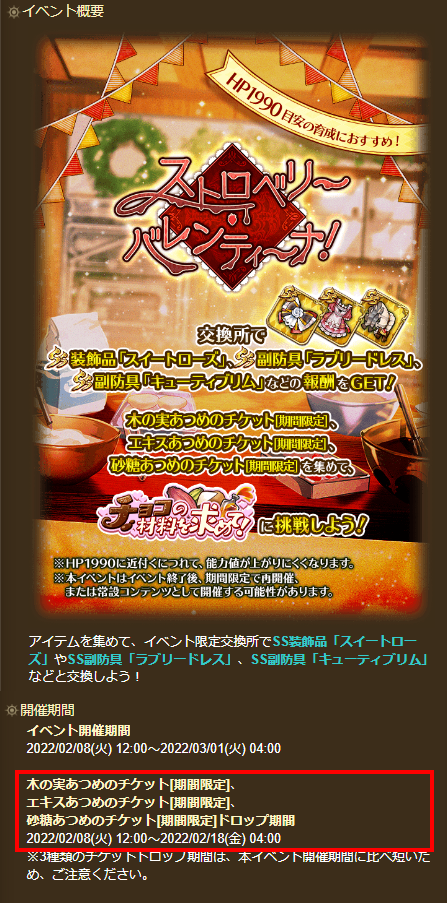 イベント概要
HP1990目安の育成におすすめ！
ストロベリー
・
バレンティーナ！
交換所で
SS装飾品「スイートローズ」、SS副防具「ラブリードレス」、
SS副防具「キューティブリム」などの報酬をGET！
木の実あつめのチケット[期間限定]、
エキスあつめのチケット[期間限定]、
砂糖あつめのチケット[期間限定]を集めて、
チョコの材料を求めて！に挑戦しよう！
※HP1990に近付くにつれて、能力値が上がりにくくなります。
※本イベントはイベント終了後、期間限定で再開催、
または常設コンテンツとして開催する可能性があります。
アイテムを集めて、イベント限定交換所でSS装飾品「スイートロー
ズ」やSS副防具「ラブリードレス」、SS副防具「キューティブリム」
などと交換しよう！
開催期間
イベント開催期間
2022/02/08(火) 12:00～2022/03/01(火) 04:00
木の実あつめのチケット[期間限定]、
エキスあつめのチケット[期間限定]、
砂糖あつめのチケット[期間限定]ドロップ期間
2022/02/08(火) 12:00～2022/02/18(金) 04:00
※3種類のチケットドロップ期間は、本イベント開催期間に比べ短いた
め、ご注意ください。